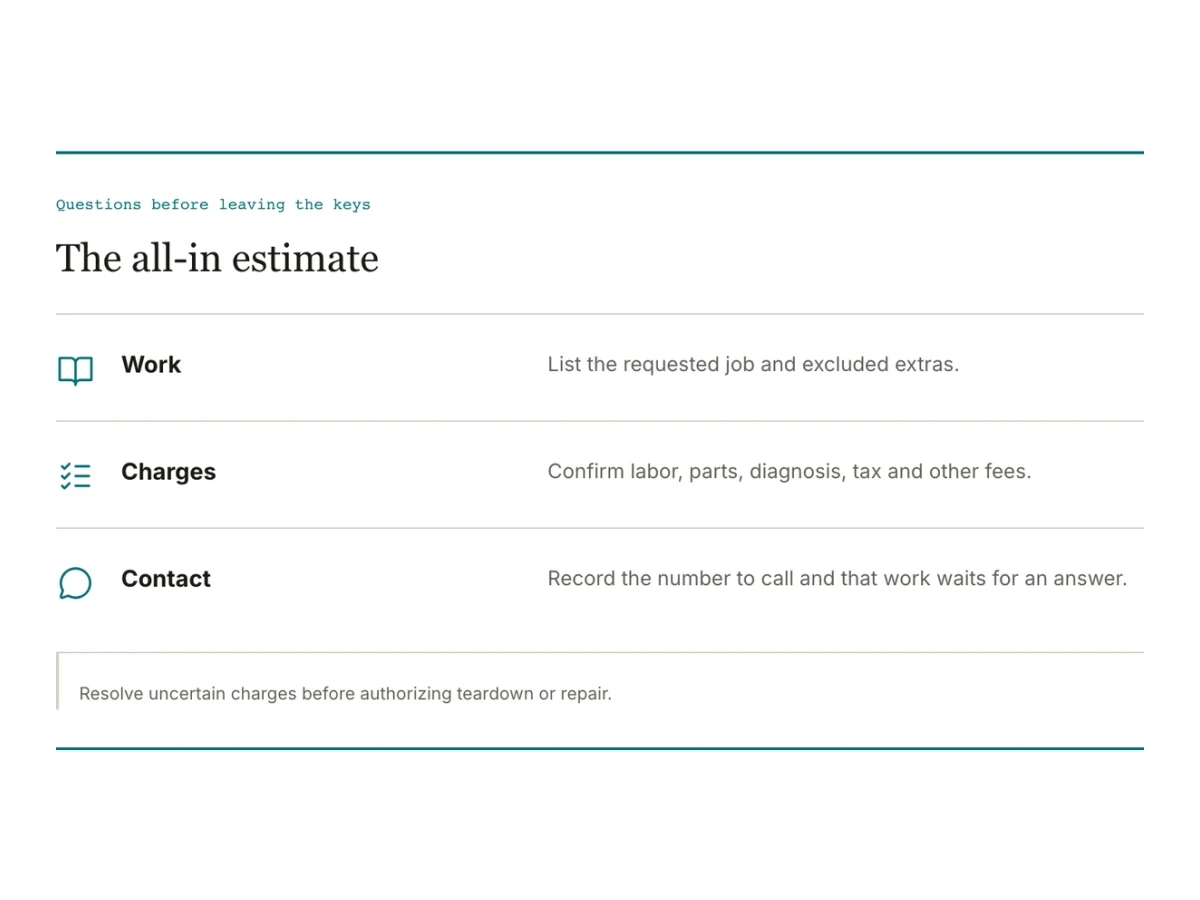 Questions before leaving the keys
The all-in estimate
Work
List the requested job and excluded extras.
Charges
Confirm labor, parts, diagnosis, tax and other fees.
Contact
Record the number to call and that work waits for an answer.
Resolve uncertain charges before authorizing teardown or repair.